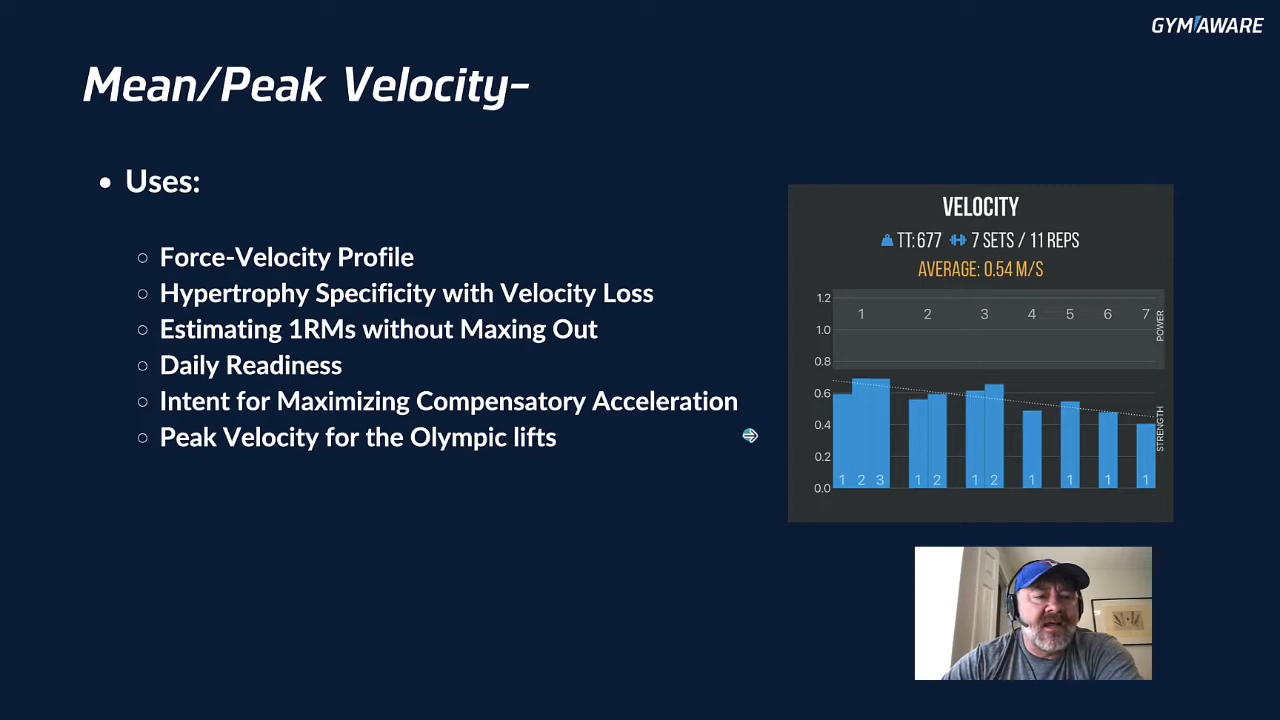 GYMAWARE
Mean/Peak Velocity-
• Uses:
○ Force-Velocity Profile
○ Hypertrophy Specificity with Velocity Loss
○ Estimating 1RMs without Maxing Out
○ Daily Readiness
○ Intent for Maximizing Compensatory Acceleration
○ Peak Velocity for the Olympic lifts
VELOCITY
TT: 677 7 SETS / 11 REPS
AVERAGE: 0.54 M/S
1.2
1 2 3 4 5 6 7
1.0
0.8
0.6
0.4
0.2
0.0
POWER
STRENGTH
1 2 3 1 2 1 2 1 1 1 1